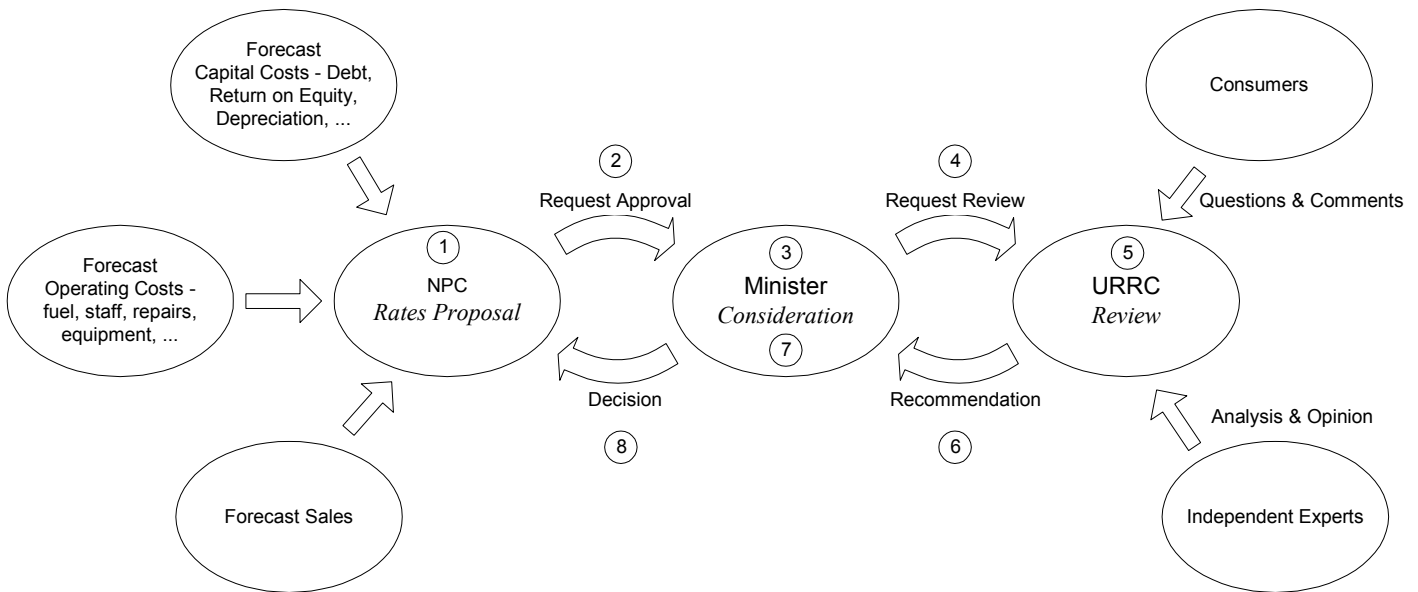 Forecast
Capital Costs - Debt,
Return on Equity,
Depreciation, ...
Consumers
2
4
Request Approval
Request Review
Questions & Comments
Forecast
Operating Costs -
fuel, staff, repairs,
equipment, ...
1
NPC
Rates Proposal
3
Minister
Consideration
7
5
URRC
Review
Decision
8
Recommendation
6
Analysis & Opinion
Forecast Sales
Independent Experts